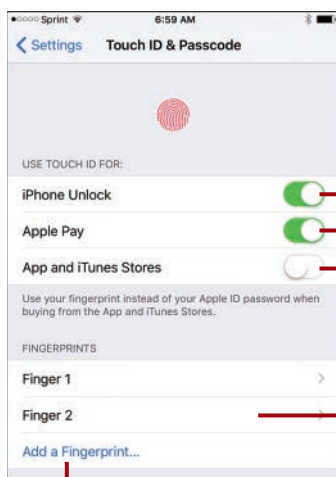 Sprint 6:59 AM
Settings Touch ID & Passcode
USE TOUCH ID FOR:
iPhone Unlock
Apple Pay
App and iTunes Stores
Use your fingerprint instead of your Apple ID password when
buying from the App and iTunes Stores.
FINGERPRINTS
Finger 1
Finger 2
Add a Fingerprint...